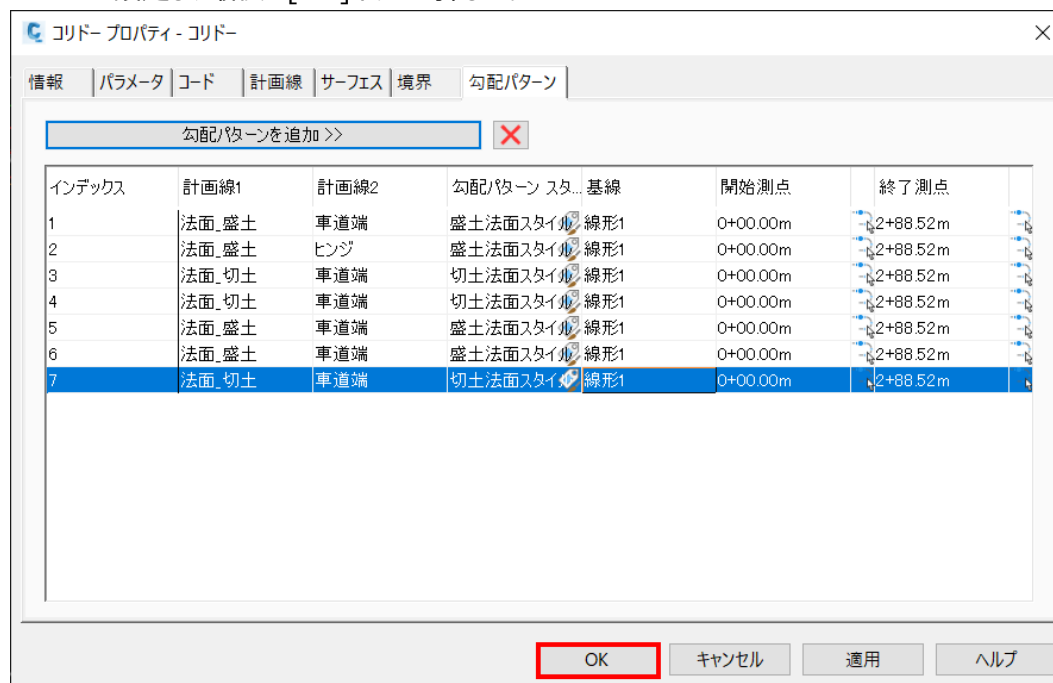 コリドー プロパティ - コリドー
情報 パラメータ コード 計画線 サーフェス 境界 勾配パターン
勾配パターンを追加 >>
インデックス 計画線1 計画線2 勾配パターン スタ... 基線 開始測点 終了測点
1 法面_盛土 車道端 盛土法面スタイル 線形1 0+00.00m 2+88.52m
2 法面_盛土 ヒンジ 盛土法面スタイル 線形1 0+00.00m 2+88.52m
3 法面_切土 車道端 切土法面スタイル 線形1 0+00.00m 2+88.52m
4 法面_切土 車道端 切土法面スタイル 線形1 0+00.00m 2+88.52m
5 法面_盛土 車道端 盛土法面スタイル 線形1 0+00.00m 2+88.52m
6 法面_盛土 車道端 盛土法面スタイル 線形1 0+00.00m 2+88.52m
7 法面_切土 車道端 切土法面スタイル 線形1 0+00.00m 2+88.52m
OK キャンセル 適用 ヘルプ